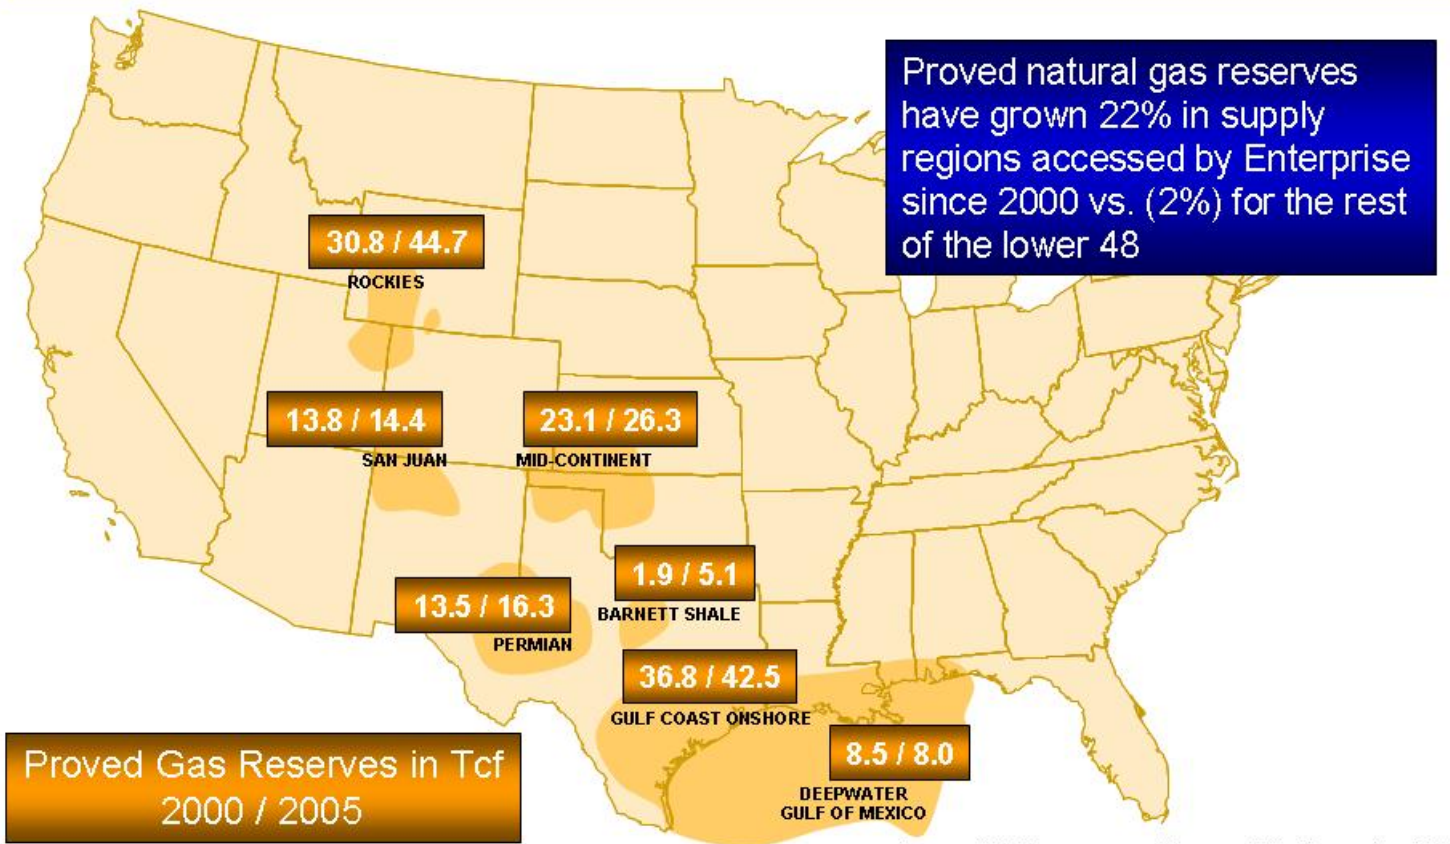 Proved natural gas reserves
have grown 22% in supply
regions accessed by Enterprise
since 2000 vs. (2%) for the rest
of the lower 48
30.8 / 44.7
ROCKIES
13.8 / 14.4
SAN JUAN
23.1 / 26.3
MID-CONTINENT
1.9 / 5.1
BARNETT SHALE
13.5 / 16.3
PERMIAN
36.8 / 42.5
GULF COAST ONSHORE
8.5 / 8.0
DEEPWATER
GULF OF MEXICO
Proved Gas Reserves in Tcf
2000 / 2005